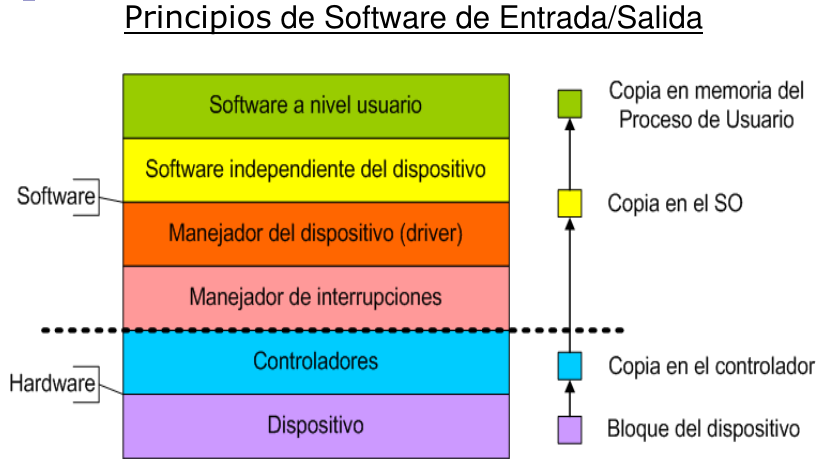 Principios de Software de Entrada/Salida
Software a nivel usuario
Software independiente del dispositivo
Manejador del dispositivo (driver)
Manejador de interrupciones
Controladores
Dispositivo
Software
Hardware
Copia en memoria del
Proceso de Usuario
Copia en el SO
Copia en el controlador
Bloque del dispositivo